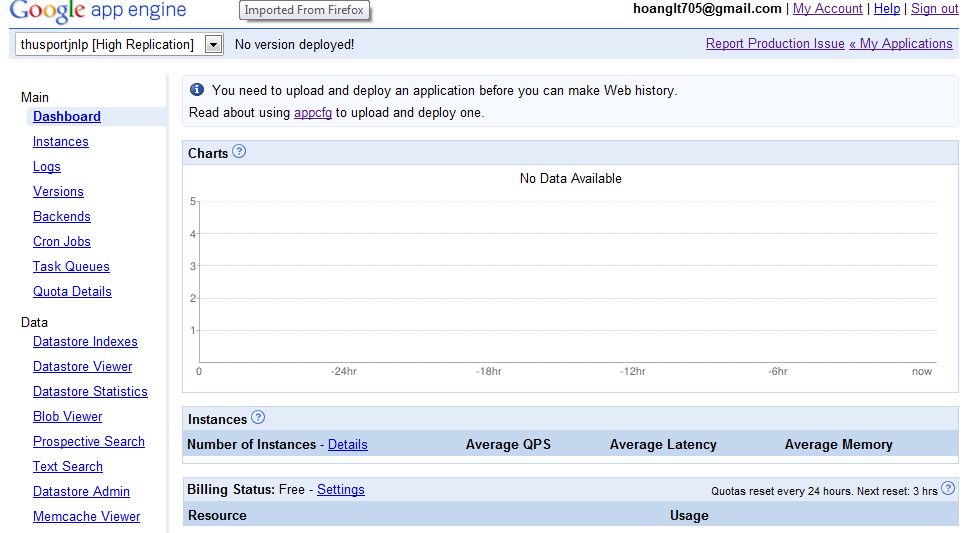 Google app engine
Imported From Firefox
hoanglt705@gmail.com | My Account | Help | Sign out
thusportjnlp [High Replication]
No version deployed!
Report Production Issue « My Applications
Main
Dashboard
Instances
Logs
Versions
Backends
Cron Jobs
Task Queues
Quota Details
Data
Datastore Indexes
Datastore Viewer
Datastore Statistics
Blob Viewer
Prospective Search
Text Search
Datastore Admin
Memcache Viewer
You need to upload and deploy an application before you can make Web history.
Read about using appcfg to upload and deploy one.
Charts ?
No Data Available
5
4
3
2
1
0 -24hr -18hr -12hr -6hr now
Instances ?
Number of Instances - Details Average QPS Average Latency Average Memory
Billing Status: Free - Settings Quotas reset every 24 hours. Next reset: 3 hrs ?
Resource Usage